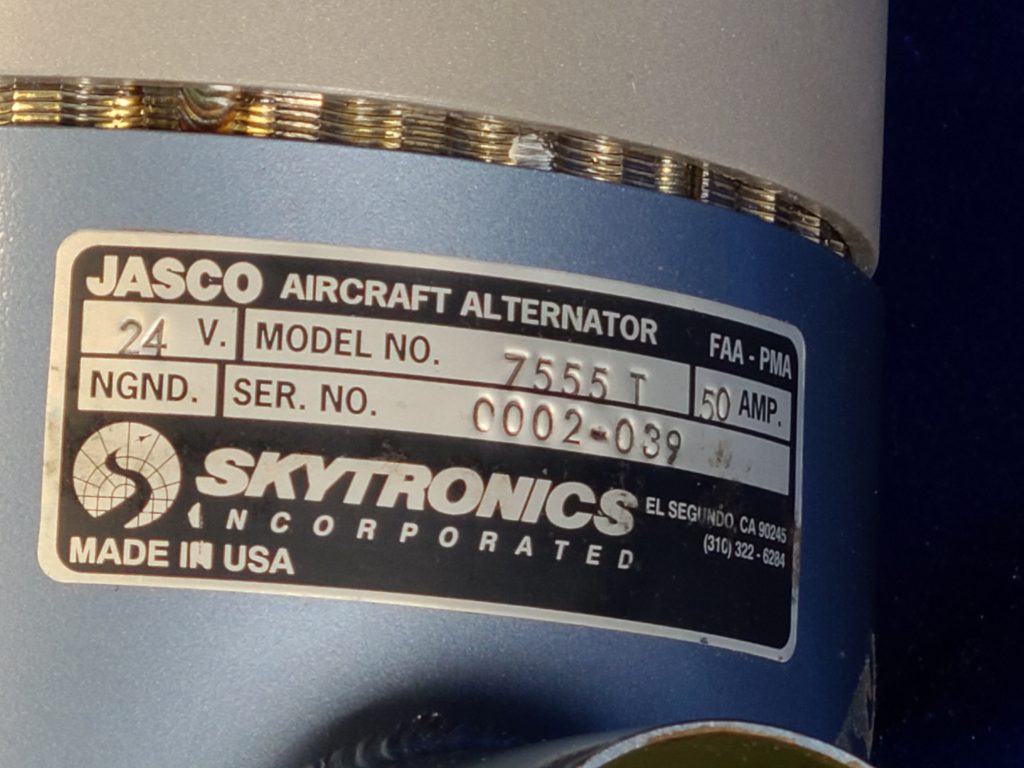 JASCO AIRCRAFT ALTERNATOR FAA - PMA
24 V. MODEL NO. 7555 T 50 AMP.
NGND. SER. NO. 0002-039
SKYTRONICS
INCORPORATED
EL SEGUNDO, CA 90245
(310) 322 - 6284
MADE IN USA